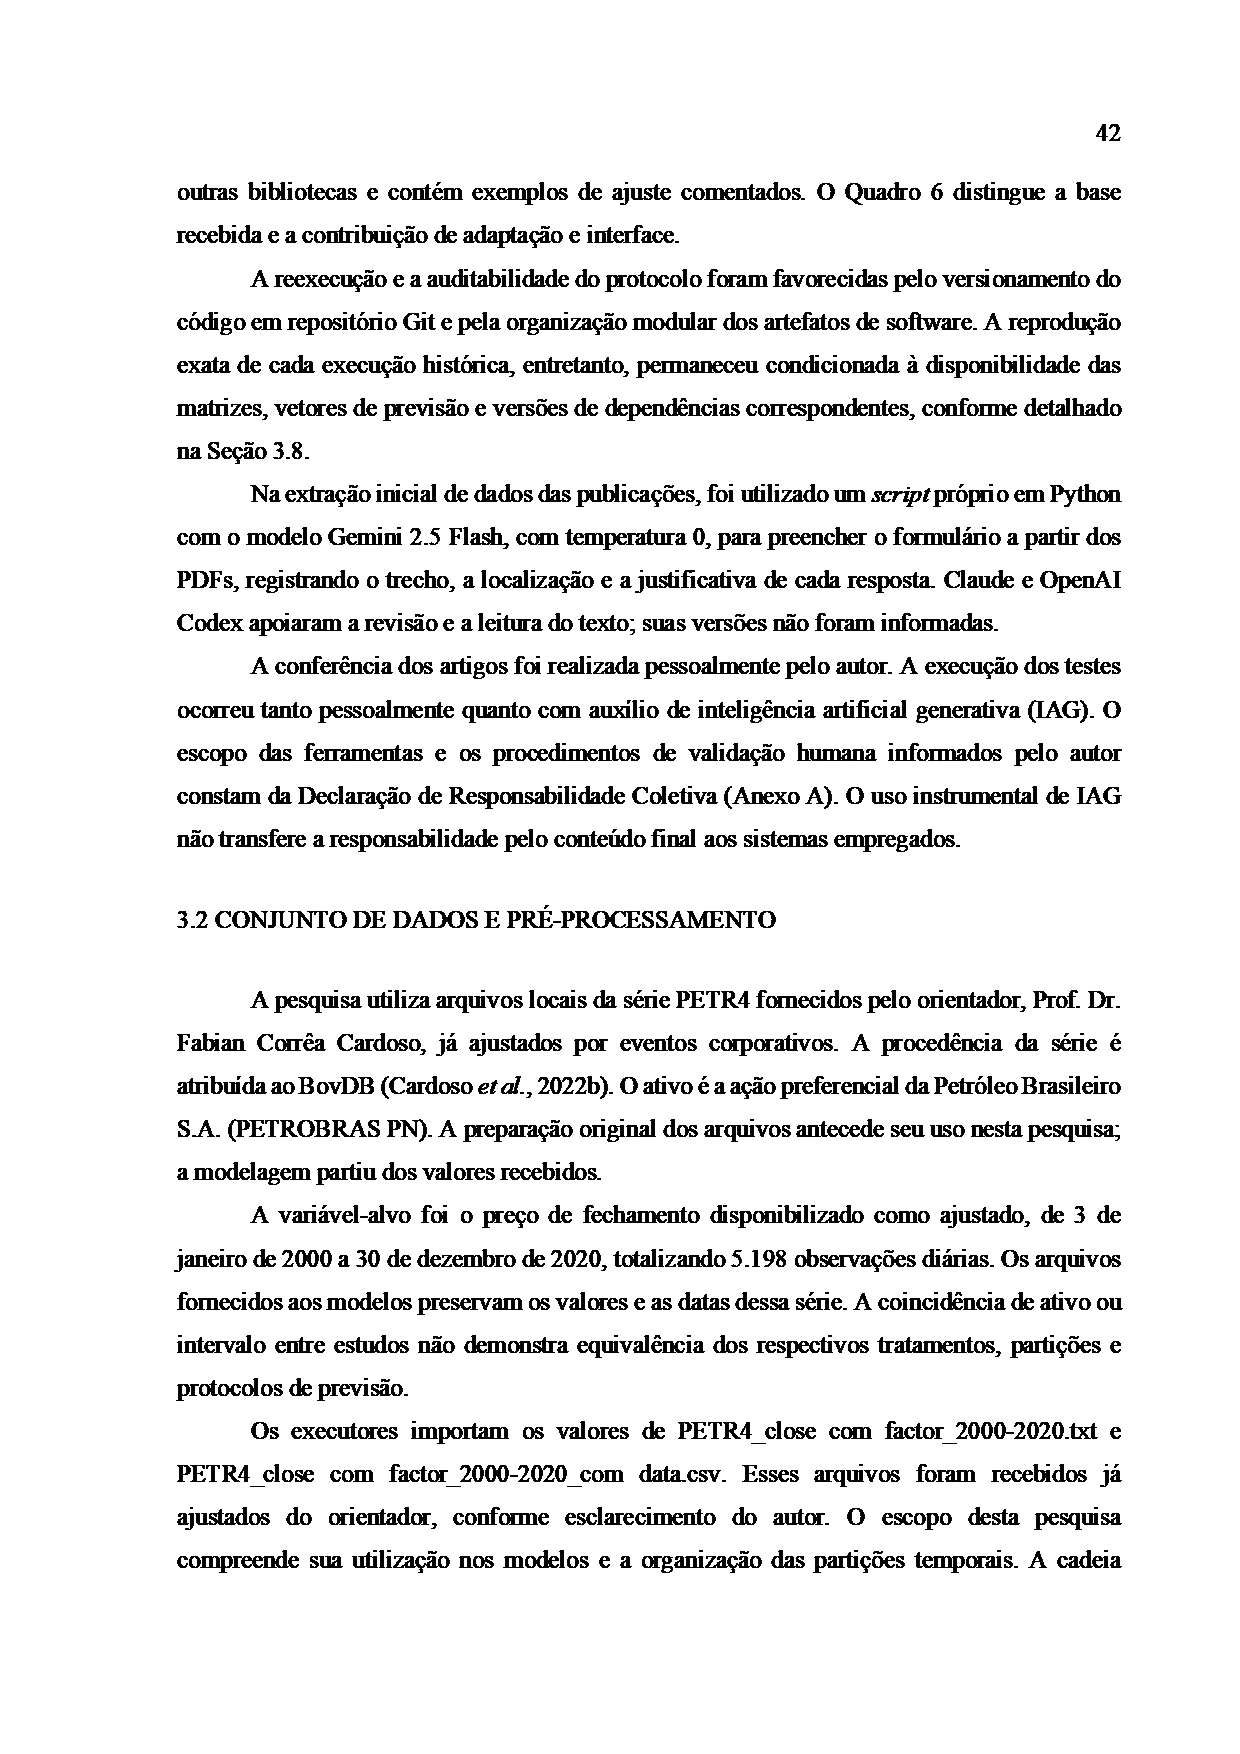 42
outras bibliotecas e contém exemplos de ajuste comentados. O Quadro 6 distingue a base
recebida e a contribuição de adaptação e interface.
A reexecução e a auditabilidade do protocolo foram favorecidas pelo versionamento do
código em repositório Git e pela organização modular dos artefatos de software. A reprodução
exata de cada execução histórica, entretanto, permaneceu condicionada à disponibilidade das
matrizes, vetores de previsão e versões de dependências correspondentes, conforme detalhado
na Seção 3.8.
Na extração inicial de dados das publicações, foi utilizado um script próprio em Python
com o modelo Gemini 2.5 Flash, com temperatura 0, para preencher o formulário a partir dos
PDFs, registrando o trecho, a localização e a justificativa de cada resposta. Claude e OpenAI
Codex apoiaram a revisão e a leitura do texto; suas versões não foram informadas.
A conferência dos artigos foi realizada pessoalmente pelo autor. A execução dos testes
ocorreu tanto pessoalmente quanto com auxílio de inteligência artificial generativa (IAG). O
escopo das ferramentas e os procedimentos de validação humana informados pelo autor
constam da Declaração de Responsabilidade Coletiva (Anexo A). O uso instrumental de IAG
não transfere a responsabilidade pelo conteúdo final aos sistemas empregados.
3.2 CONJUNTO DE DADOS E PRÉ-PROCESSAMENTO
A pesquisa utiliza arquivos locais da série PETR4 fornecidos pelo orientador, Prof. Dr.
Fabian Corrêa Cardoso, já ajustados por eventos corporativos. A procedência da série é
atribuída ao BovDB (Cardoso et al., 2022b). O ativo é a ação preferencial da Petróleo Brasileiro
S.A. (PETROBRAS PN). A preparação original dos arquivos antecede seu uso nesta pesquisa;
a modelagem partiu dos valores recebidos.
A variável-alvo foi o preço de fechamento disponibilizado como ajustado, de 3 de
janeiro de 2000 a 30 de dezembro de 2020, totalizando 5.198 observações diárias. Os arquivos
fornecidos aos modelos preservam os valores e as datas dessa série. A coincidência de ativo ou
intervalo entre estudos não demonstra equivalência dos respectivos tratamentos, partições e
protocolos de previsão.
Os executores importam os valores de PETR4_close com factor_2000-2020.txt e
PETR4_close com factor_2000-2020_com data.csv. Esses arquivos foram recebidos já
ajustados do orientador, conforme esclarecimento do autor. O escopo desta pesquisa
compreende sua utilização nos modelos e a organização das partições temporais. A cadeia